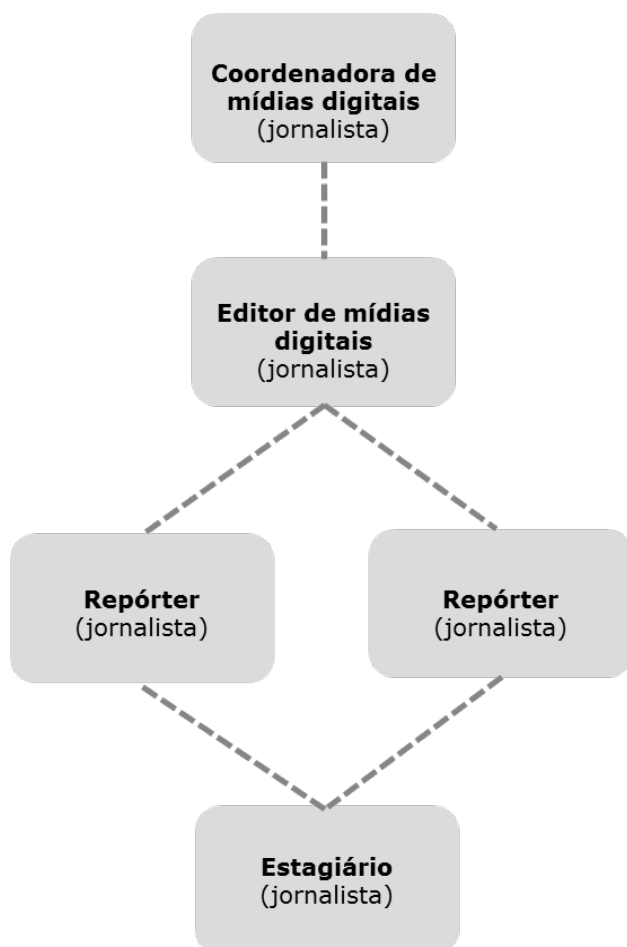 Coordenadora de
mídias digitais
(jornalista)
Editor de mídias
digitais
(jornalista)
Repórter
(jornalista)
Repórter
(jornalista)
Estagiário
(jornalista)